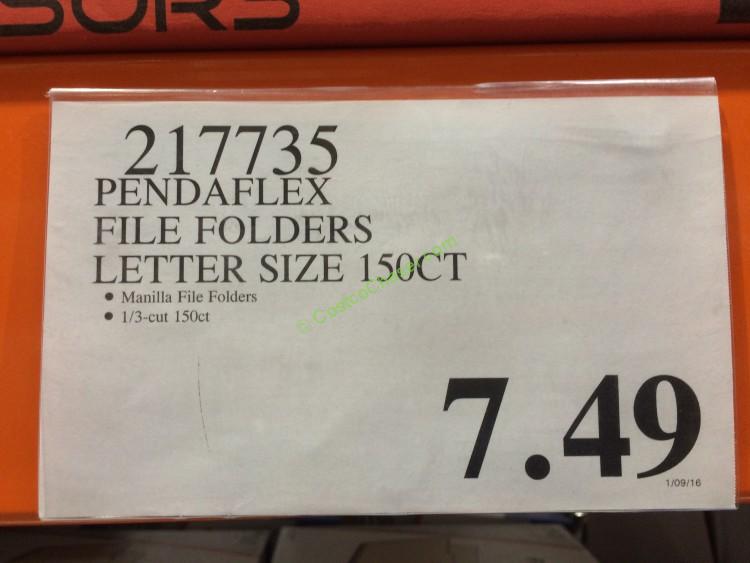 SORS
217735
PENDAFLEX
FILE FOLDERS
LETTER SIZE 150CT
• Manilla File Folders
• 1/3-cut 150ct
© CostcoChaser.com
7.49
1/09/16